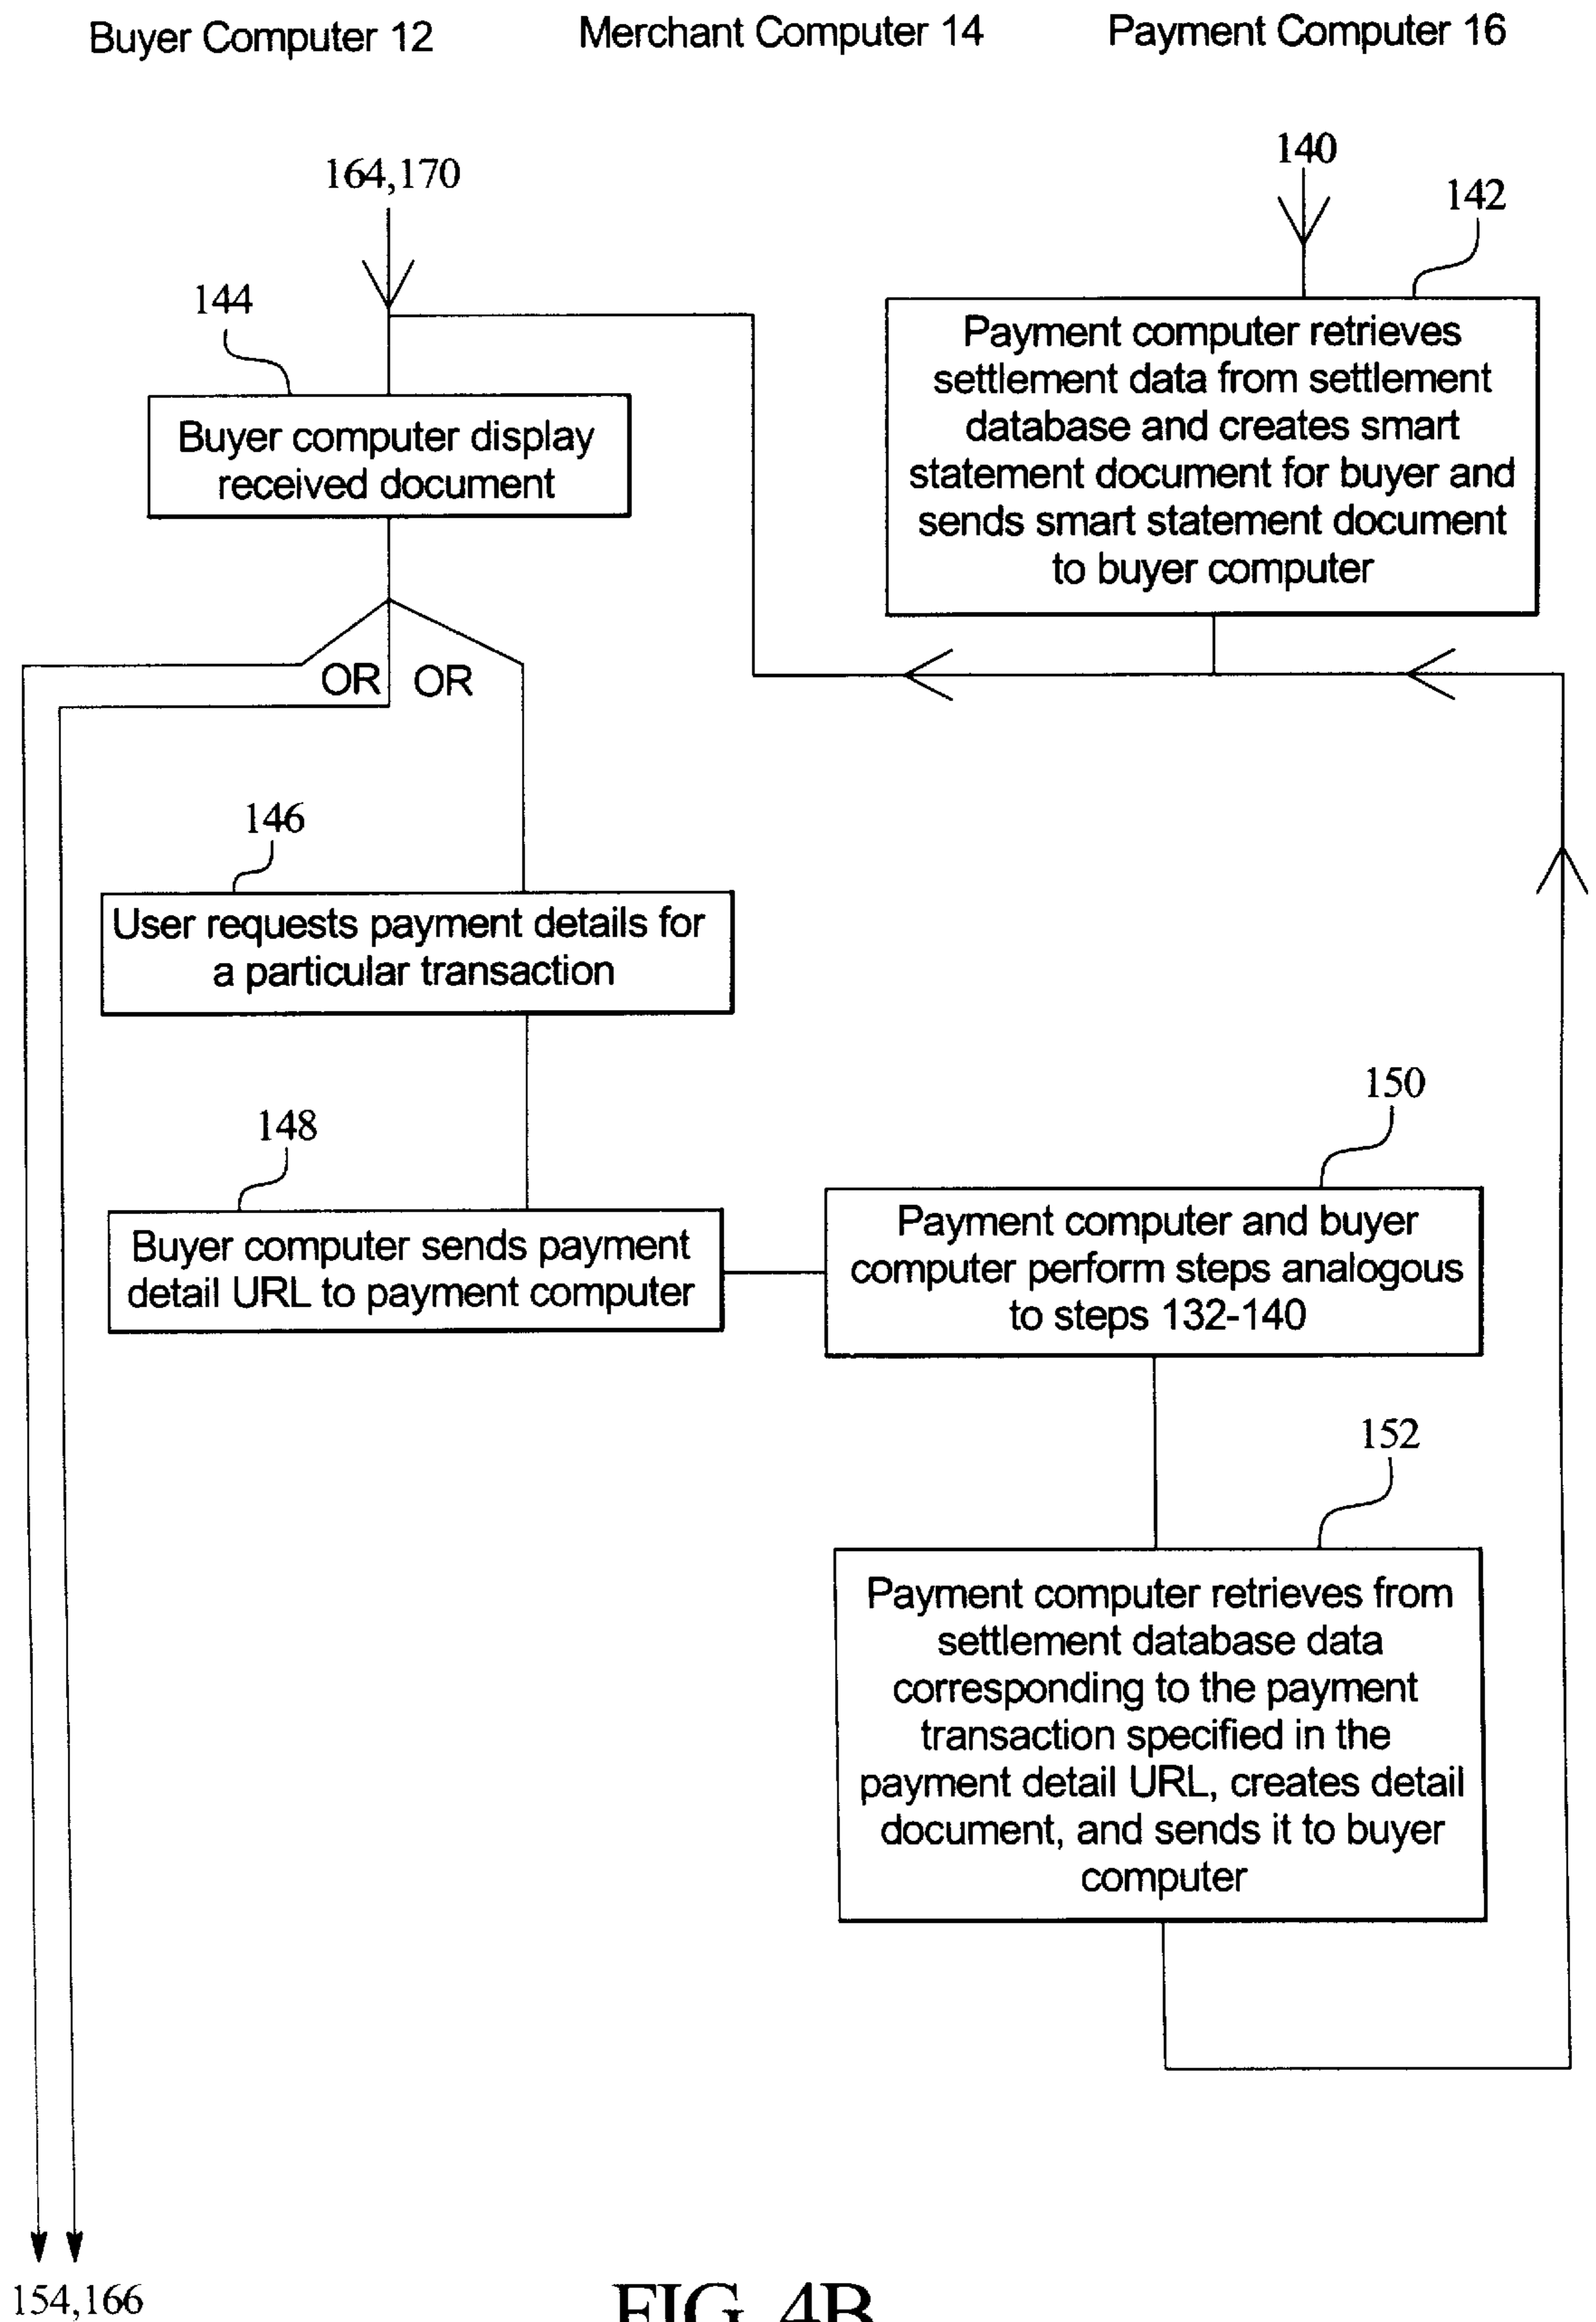 Buyer Computer 12 Merchant Computer 14 Payment Computer 16
140
164,170
142
144
Payment computer retrieves
settlement data from settlement
database and creates smart
statement document for buyer and
sends smart statement document
to buyer computer
Buyer computer display
received document
OR OR
146
User requests payment details for
a particular transaction
150
148
Payment computer and buyer
computer perform steps analogous
to steps 132-140
Buyer computer sends payment
detail URL to payment computer
152
Payment computer retrieves from
settlement database data
corresponding to the payment
transaction specified in the
payment detail URL, creates detail
document, and sends it to buyer
computer
154,166
FIG. 4B